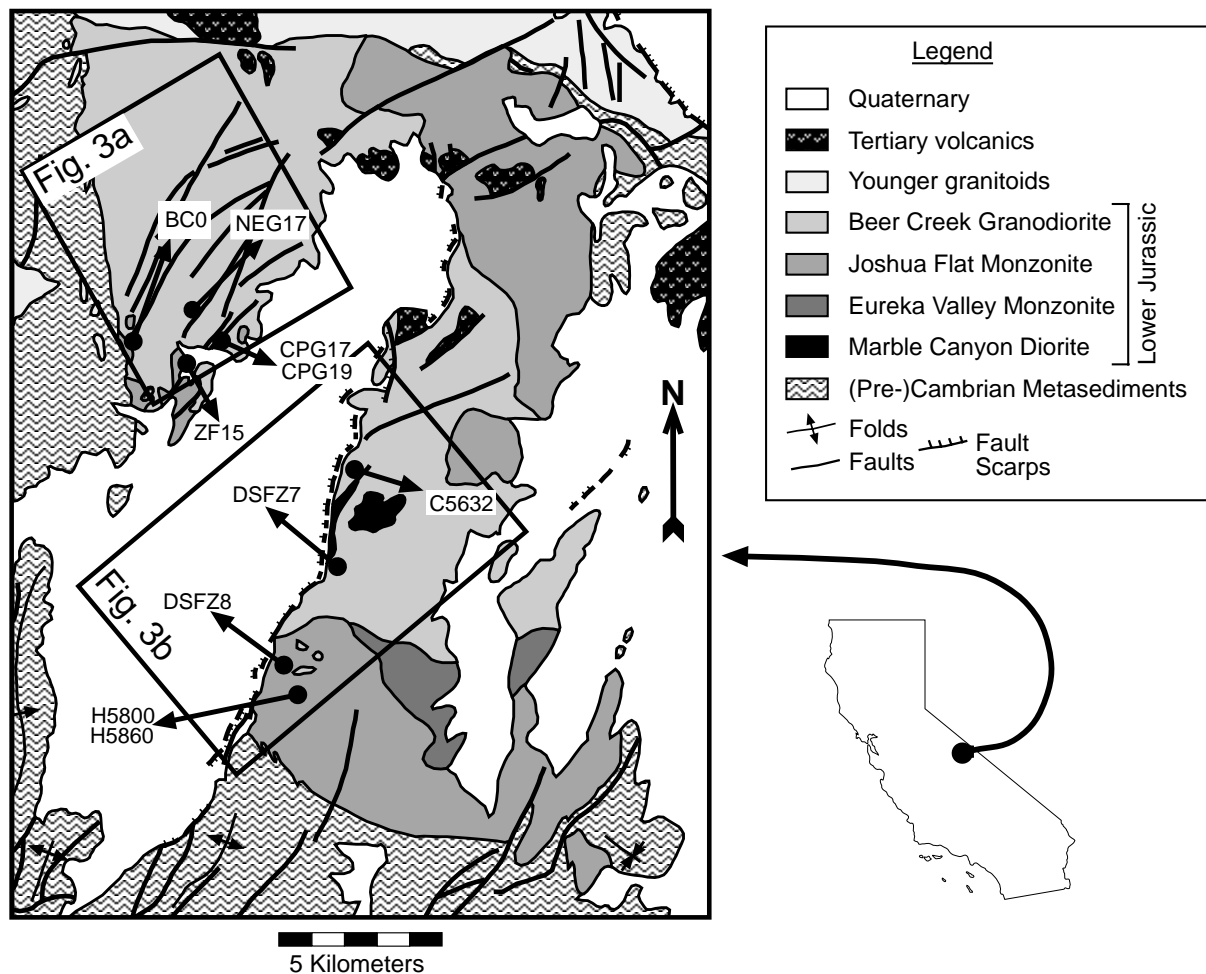 Fig. 3a
BC0
NEG17
CPG17
CPG19
ZF15
DSFZ7
C5632
DSFZ8
Fig. 3b
H5800
H5860
N
5 Kilometers
Legend
Quaternary
Tertiary volcanics
Younger granitoids
Beer Creek Granodiorite
Joshua Flat Monzonite
Eureka Valley Monzonite
Marble Canyon Diorite
Lower Jurassic
(Pre-)Cambrian Metasediments
Folds
Faults
Fault
Scarps